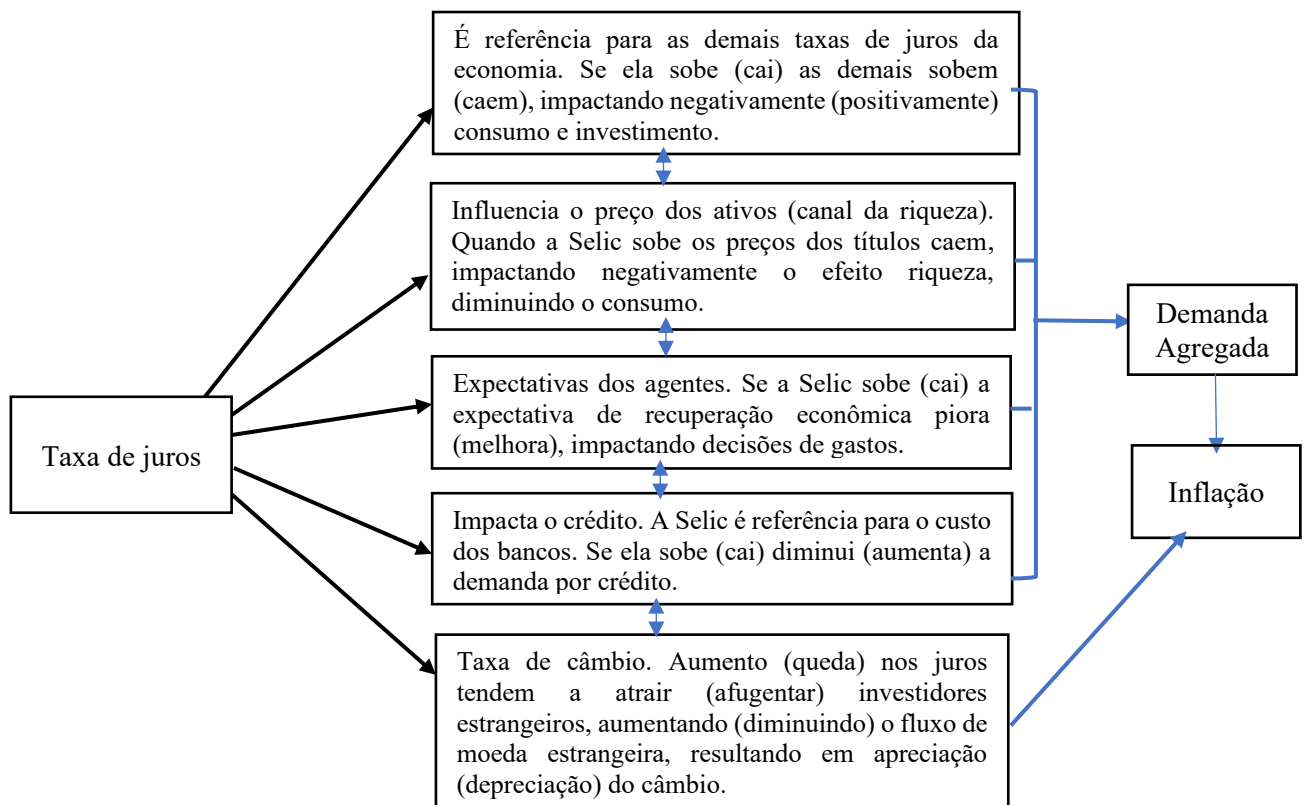 É referência para as demais taxas de juros da
economia. Se ela sobe (cai) as demais sobem
(caem), impactando negativamente (positivamente)
consumo e investimento.
Influencia o preço dos ativos (canal da riqueza).
Quando a Selic sobe os preços dos títulos caem,
impactando negativamente o efeito riqueza,
diminuindo o consumo.
Expectativas dos agentes. Se a Selic sobe (cai) a
expectativa de recuperação econômica piora
(melhora), impactando decisões de gastos.
Impacta o crédito. A Selic é referência para o custo
dos bancos. Se ela sobe (cai) diminui (aumenta) a
demanda por crédito.
Taxa de câmbio. Aumento (queda) nos juros
tendem a atrair (afugentar) investidores
estrangeiros, aumentando (diminuindo) o fluxo de
moeda estrangeira, resultando em apreciação
(depreciação) do câmbio.
Taxa de juros
Demanda
Agregada
Inflação